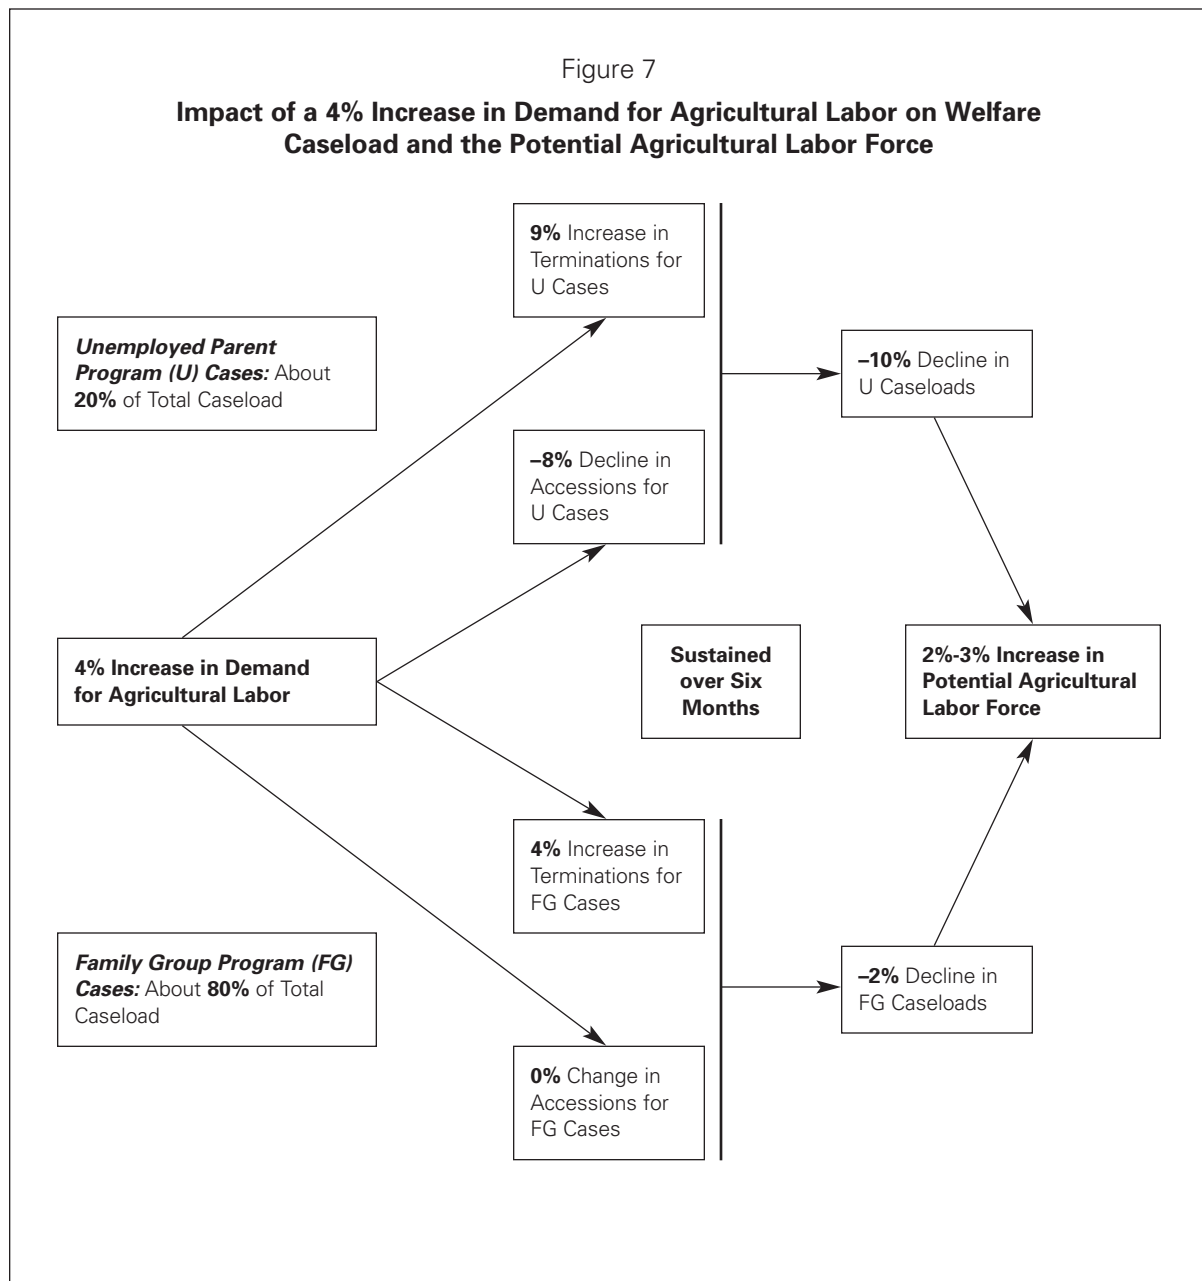 Figure 7
Impact of a 4% Increase in Demand for Agricultural Labor on Welfare
Caseload and the Potential Agricultural Labor Force
9% Increase in
Terminations for
U Cases
Unemployed Parent
Program (U) Cases: About
20% of Total Caseload
–10% Decline in
U Caseloads
–8% Decline in
Accessions for
U Cases
4% Increase in Demand
for Agricultural Labor
Sustained
over Six
Months
2%-3% Increase in
Potential Agricultural
Labor Force
4% Increase in
Terminations for
FG Cases
Family Group Program (FG)
Cases: About 80% of Total
Caseload
–2% Decline in
FG Caseloads
0% Change in
Accessions for
FG Cases